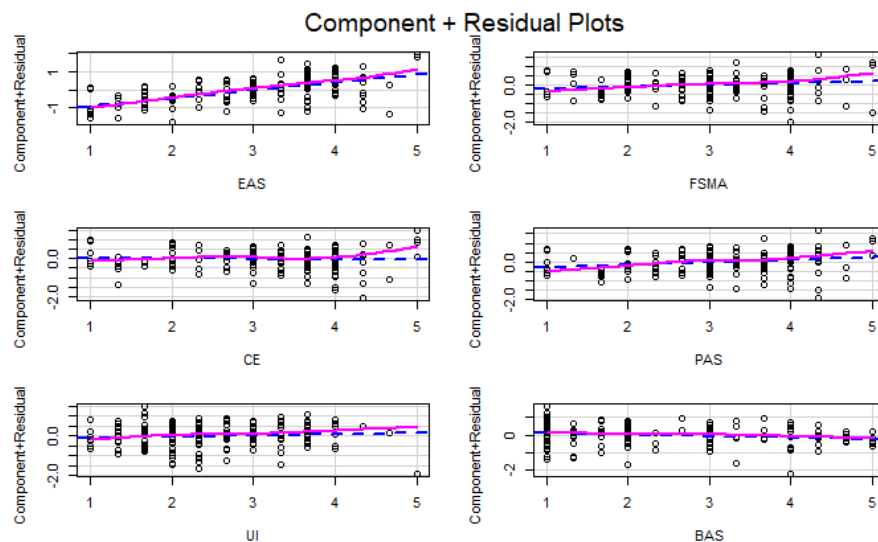 Component + Residual Plots
Component+Residual
1
-1
1 2 3 4 5
EAS
Component+Residual
0.0
-2.0
1 2 3 4 5
FSMA
Component+Residual
0.0
-2.0
1 2 3 4 5
CE
Component+Residual
0.0
-2.0
1 2 3 4 5
PAS
Component+Residual
0.0
-2.0
1 2 3 4 5
UI
Component+Residual
0
-2
1 2 3 4 5
BAS